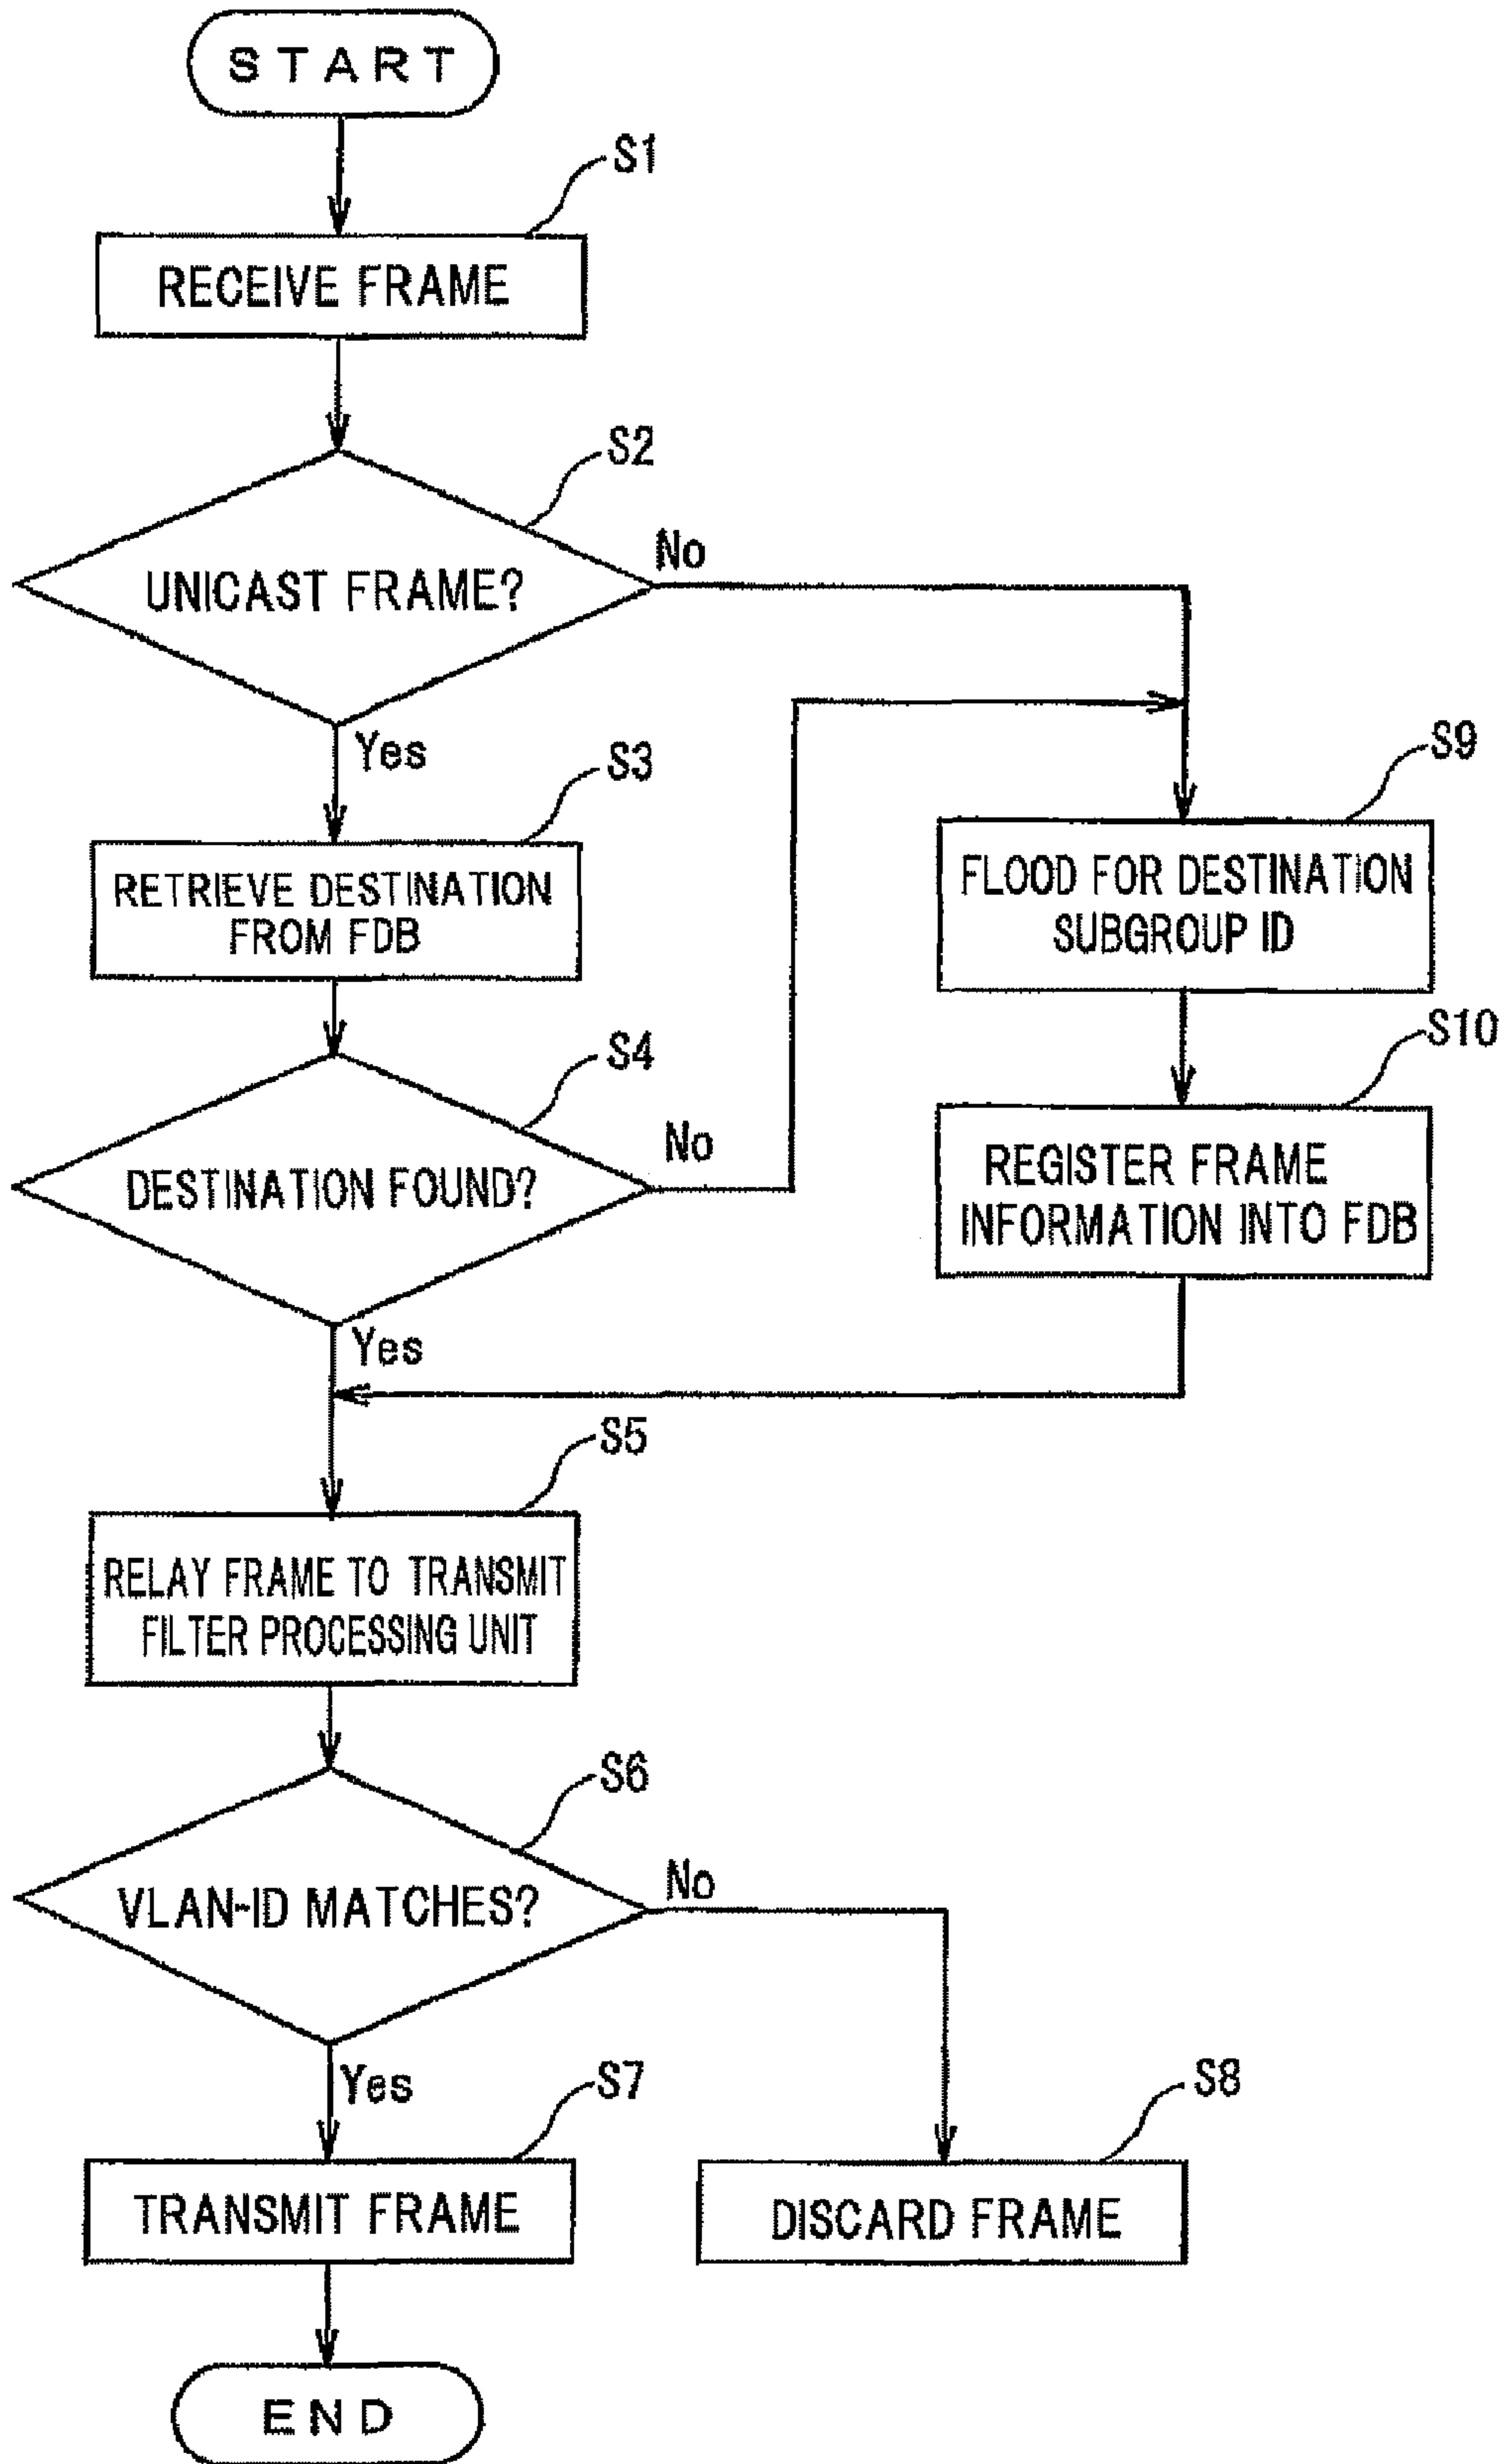 START
S1
RECEIVE FRAME
S2
No
UNICAST FRAME?
Yes
S3
S9
RETRIEVE DESTINATION
FROM FDB
FLOOD FOR DESTINATION
SUBGROUP ID
S4
S10
No
DESTINATION FOUND?
REGISTER FRAME
INFORMATION INTO FDB
Yes
S5
RELAY FRAME TO TRANSMIT
FILTER PROCESSING UNIT
S6
No
VLAN-ID MATCHES?
Yes
S7
S8
TRANSMIT FRAME
DISCARD FRAME
END